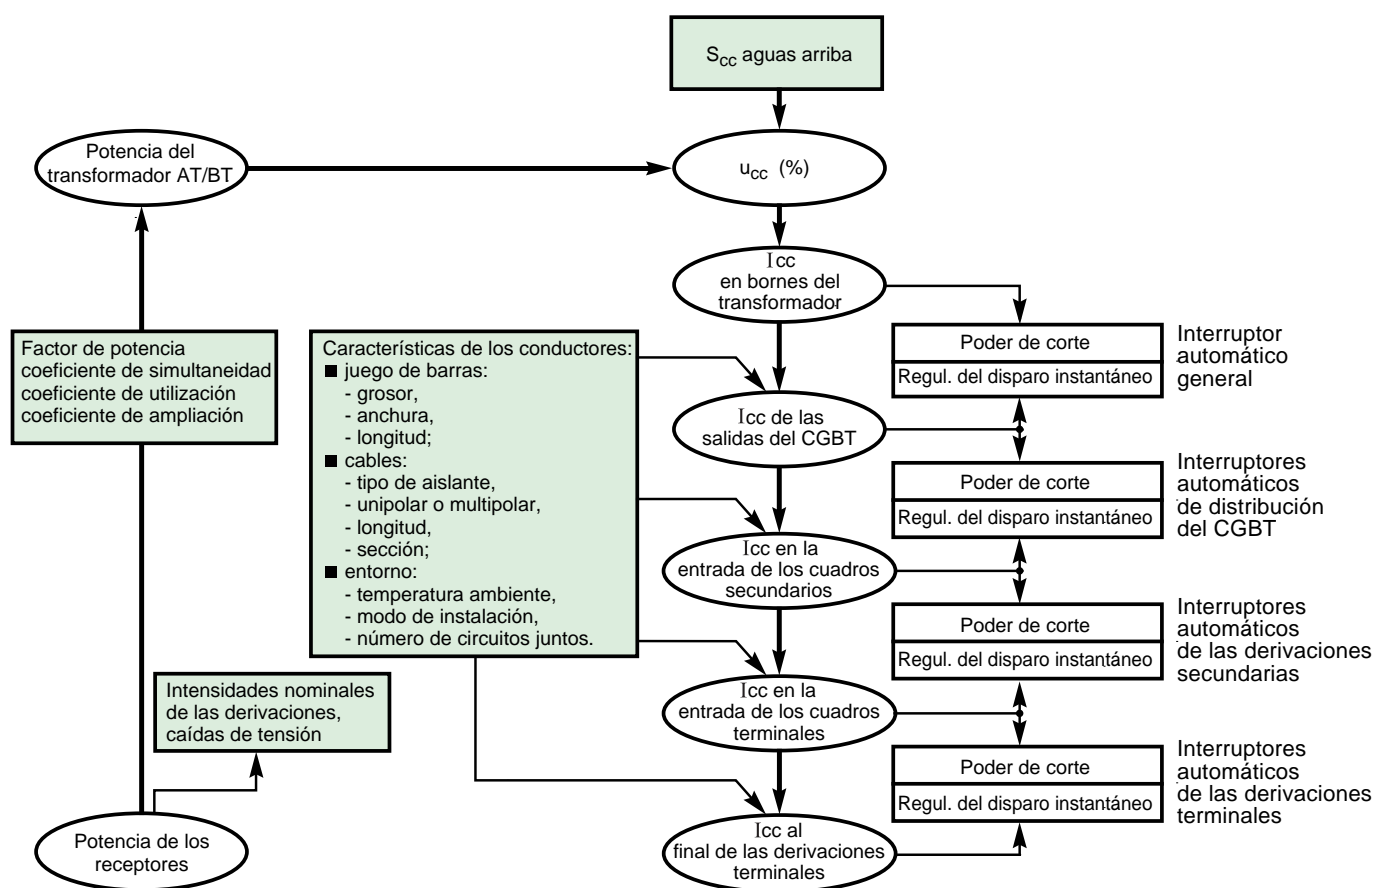 Scc aguas arriba
Potencia del
transformador AT/BT
ucc (%)
Icc
en bornes del
transformador
Factor de potencia
coeficiente de simultaneidad
coeficiente de utilización
coeficiente de ampliación
Características de los conductores:
■ juego de barras:
- grosor,
- anchura,
- longitud;
■ cables:
- tipo de aislante,
- unipolar o multipolar,
- longitud,
- sección;
■ entorno:
- temperatura ambiente,
- modo de instalación,
- número de circuitos juntos.
Poder de corte
Regul. del disparo instantáneo
Interruptor
automático
general
Icc de las
salidas del CGBT
Poder de corte
Regul. del disparo instantáneo
Interruptores
automáticos
de distribución
del CGBT
Icc en la
entrada de los cuadros
secundarios
Poder de corte
Regul. del disparo instantáneo
Interruptores
automáticos
de las derivaciones
secundarias
Intensidades nominales
de las derivaciones,
caídas de tensión
Icc en la
entrada de los cuadros
terminales
Poder de corte
Regul. del disparo instantáneo
Interruptores
automáticos
de las derivaciones
terminales
Potencia de los
receptores
Icc al
final de las derivaciones
terminales